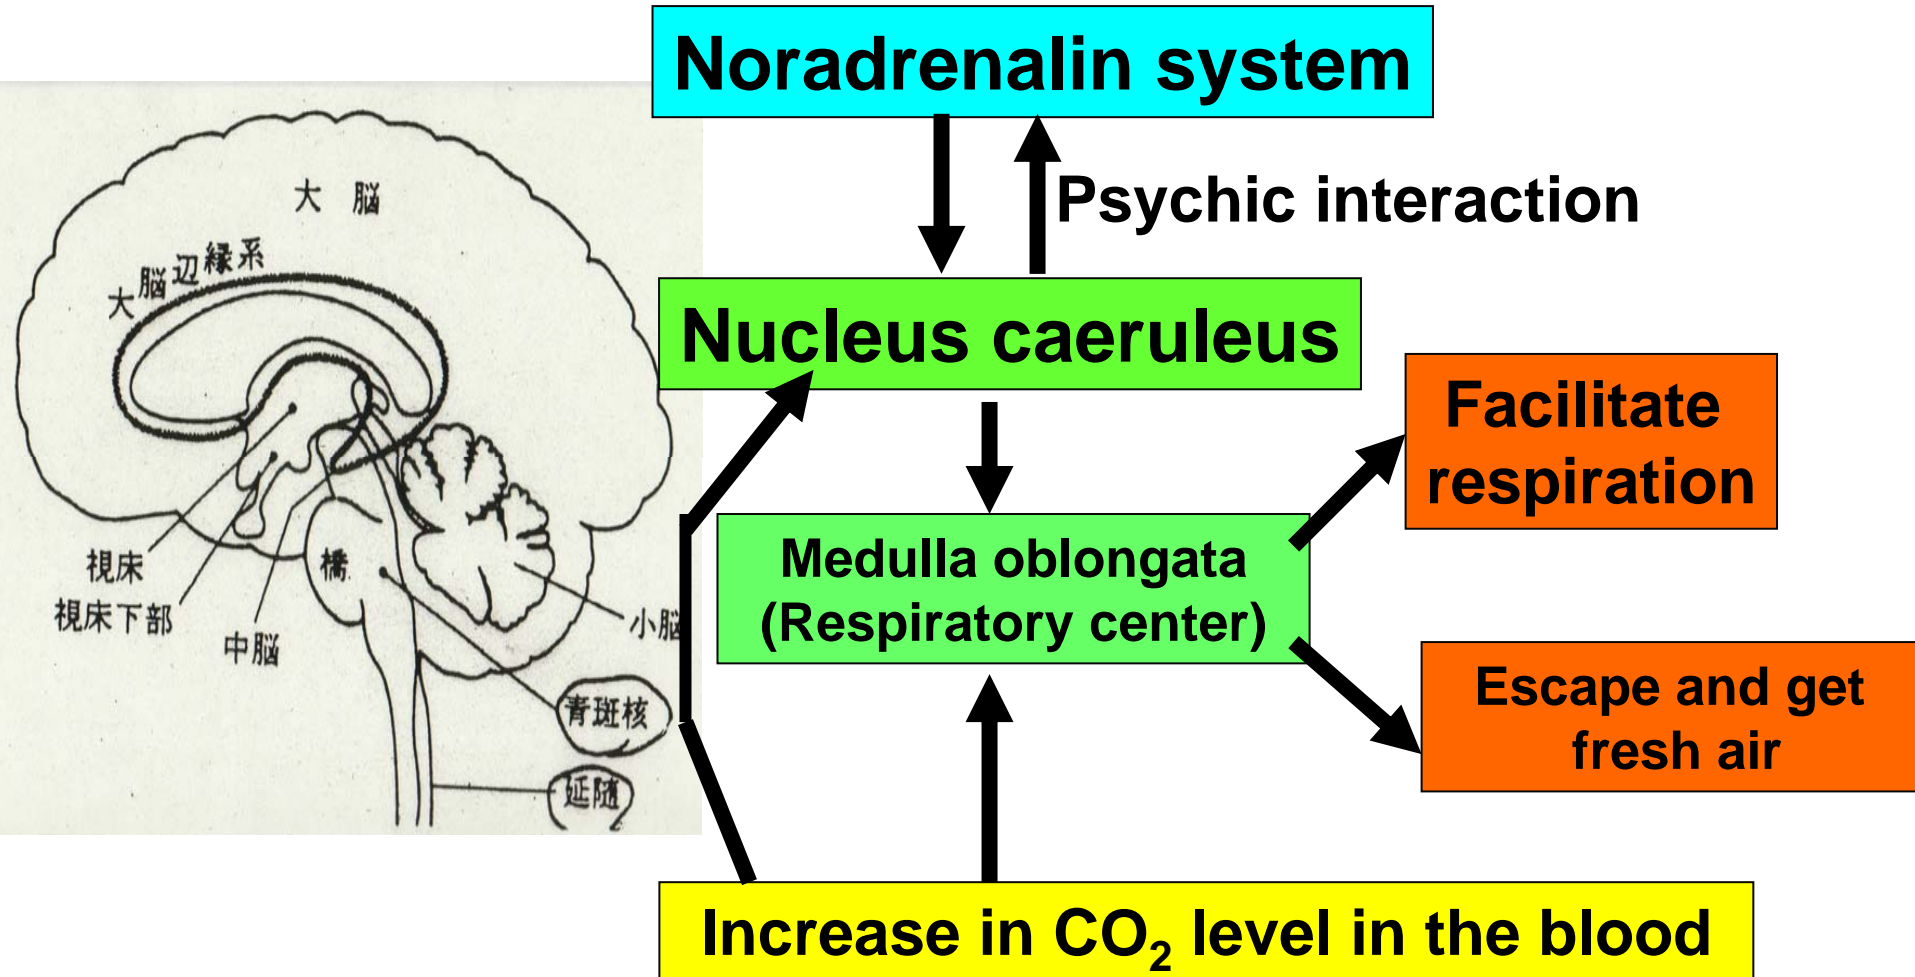 Noradrenalin system
Psychic interaction
大脳
大脳辺縁系
Nucleus caeruleus
Facilitate
respiration
Medulla oblongata
(Respiratory center)
視床
視床下部
中脳
橋
小脳
青斑核
延随
Escape and get
fresh air
Increase in CO₂ level in the blood